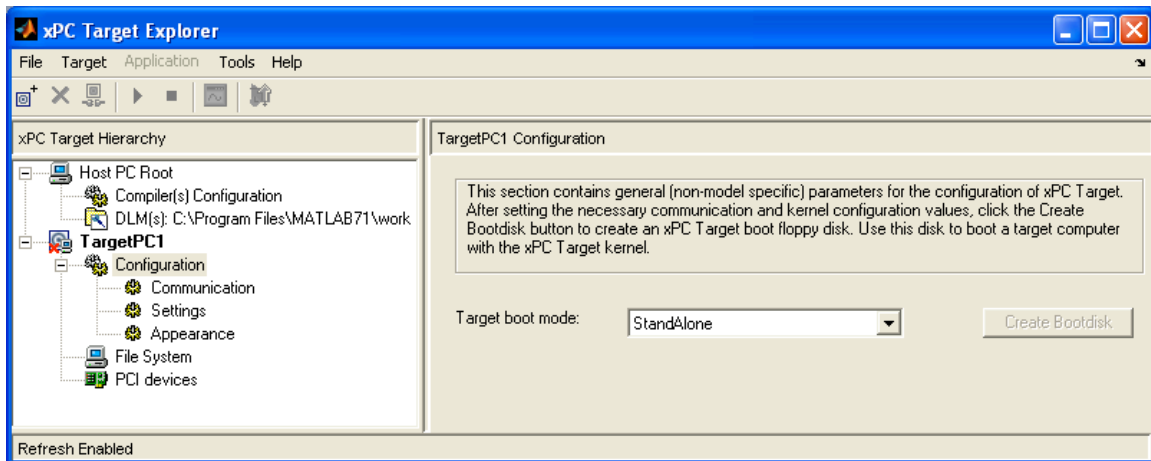 xPC Target Explorer
File Target Application Tools Help
xPC Target Hierarchy
Host PC Root
Compiler(s) Configuration
DLM(s): C:\Program Files\MATLAB71\work
TargetPC1
Configuration
Communication
Settings
Appearance
File System
PCI devices
TargetPC1 Configuration
This section contains general (non-model specific) parameters for the configuration of xPC Target.
After setting the necessary communication and kernel configuration values, click the Create
Bootdisk button to create an xPC Target boot floppy disk. Use this disk to boot a target computer
with the xPC Target kernel.
Target boot mode: StandAlone Create Bootdisk
Refresh Enabled